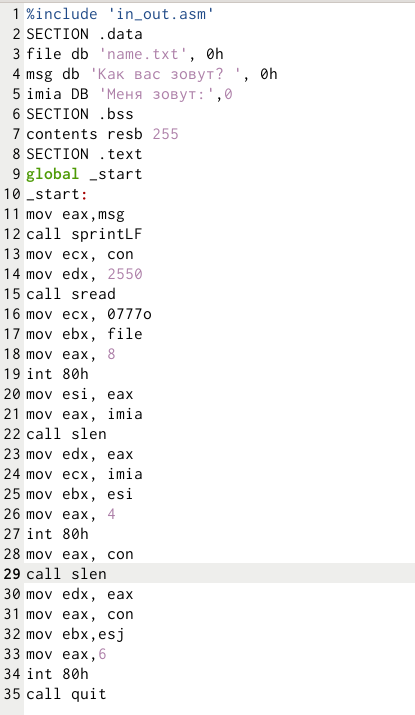 1 %include 'in_out.asm'
2 SECTION .data
3 file db 'name.txt', 0h
4 msg db 'Как вас зовут? ', 0h
5 imia DB 'Меня зовут:',0
6 SECTION .bss
7 contents resb 255
8 SECTION .text
9 global _start
10 _start:
11 mov eax,msg
12 call sprintLF
13 mov ecx, con
14 mov edx, 2550
15 call sread
16 mov ecx, 0777o
17 mov ebx, file
18 mov eax, 8
19 int 80h
20 mov esi, eax
21 mov eax, imia
22 call slen
23 mov edx, eax
24 mov ecx, imia
25 mov ebx, esi
26 mov eax, 4
27 int 80h
28 mov eax, con
29 call slen
30 mov edx, eax
31 mov eax, con
32 mov ebx,esj
33 mov eax,6
34 int 80h
35 call quit